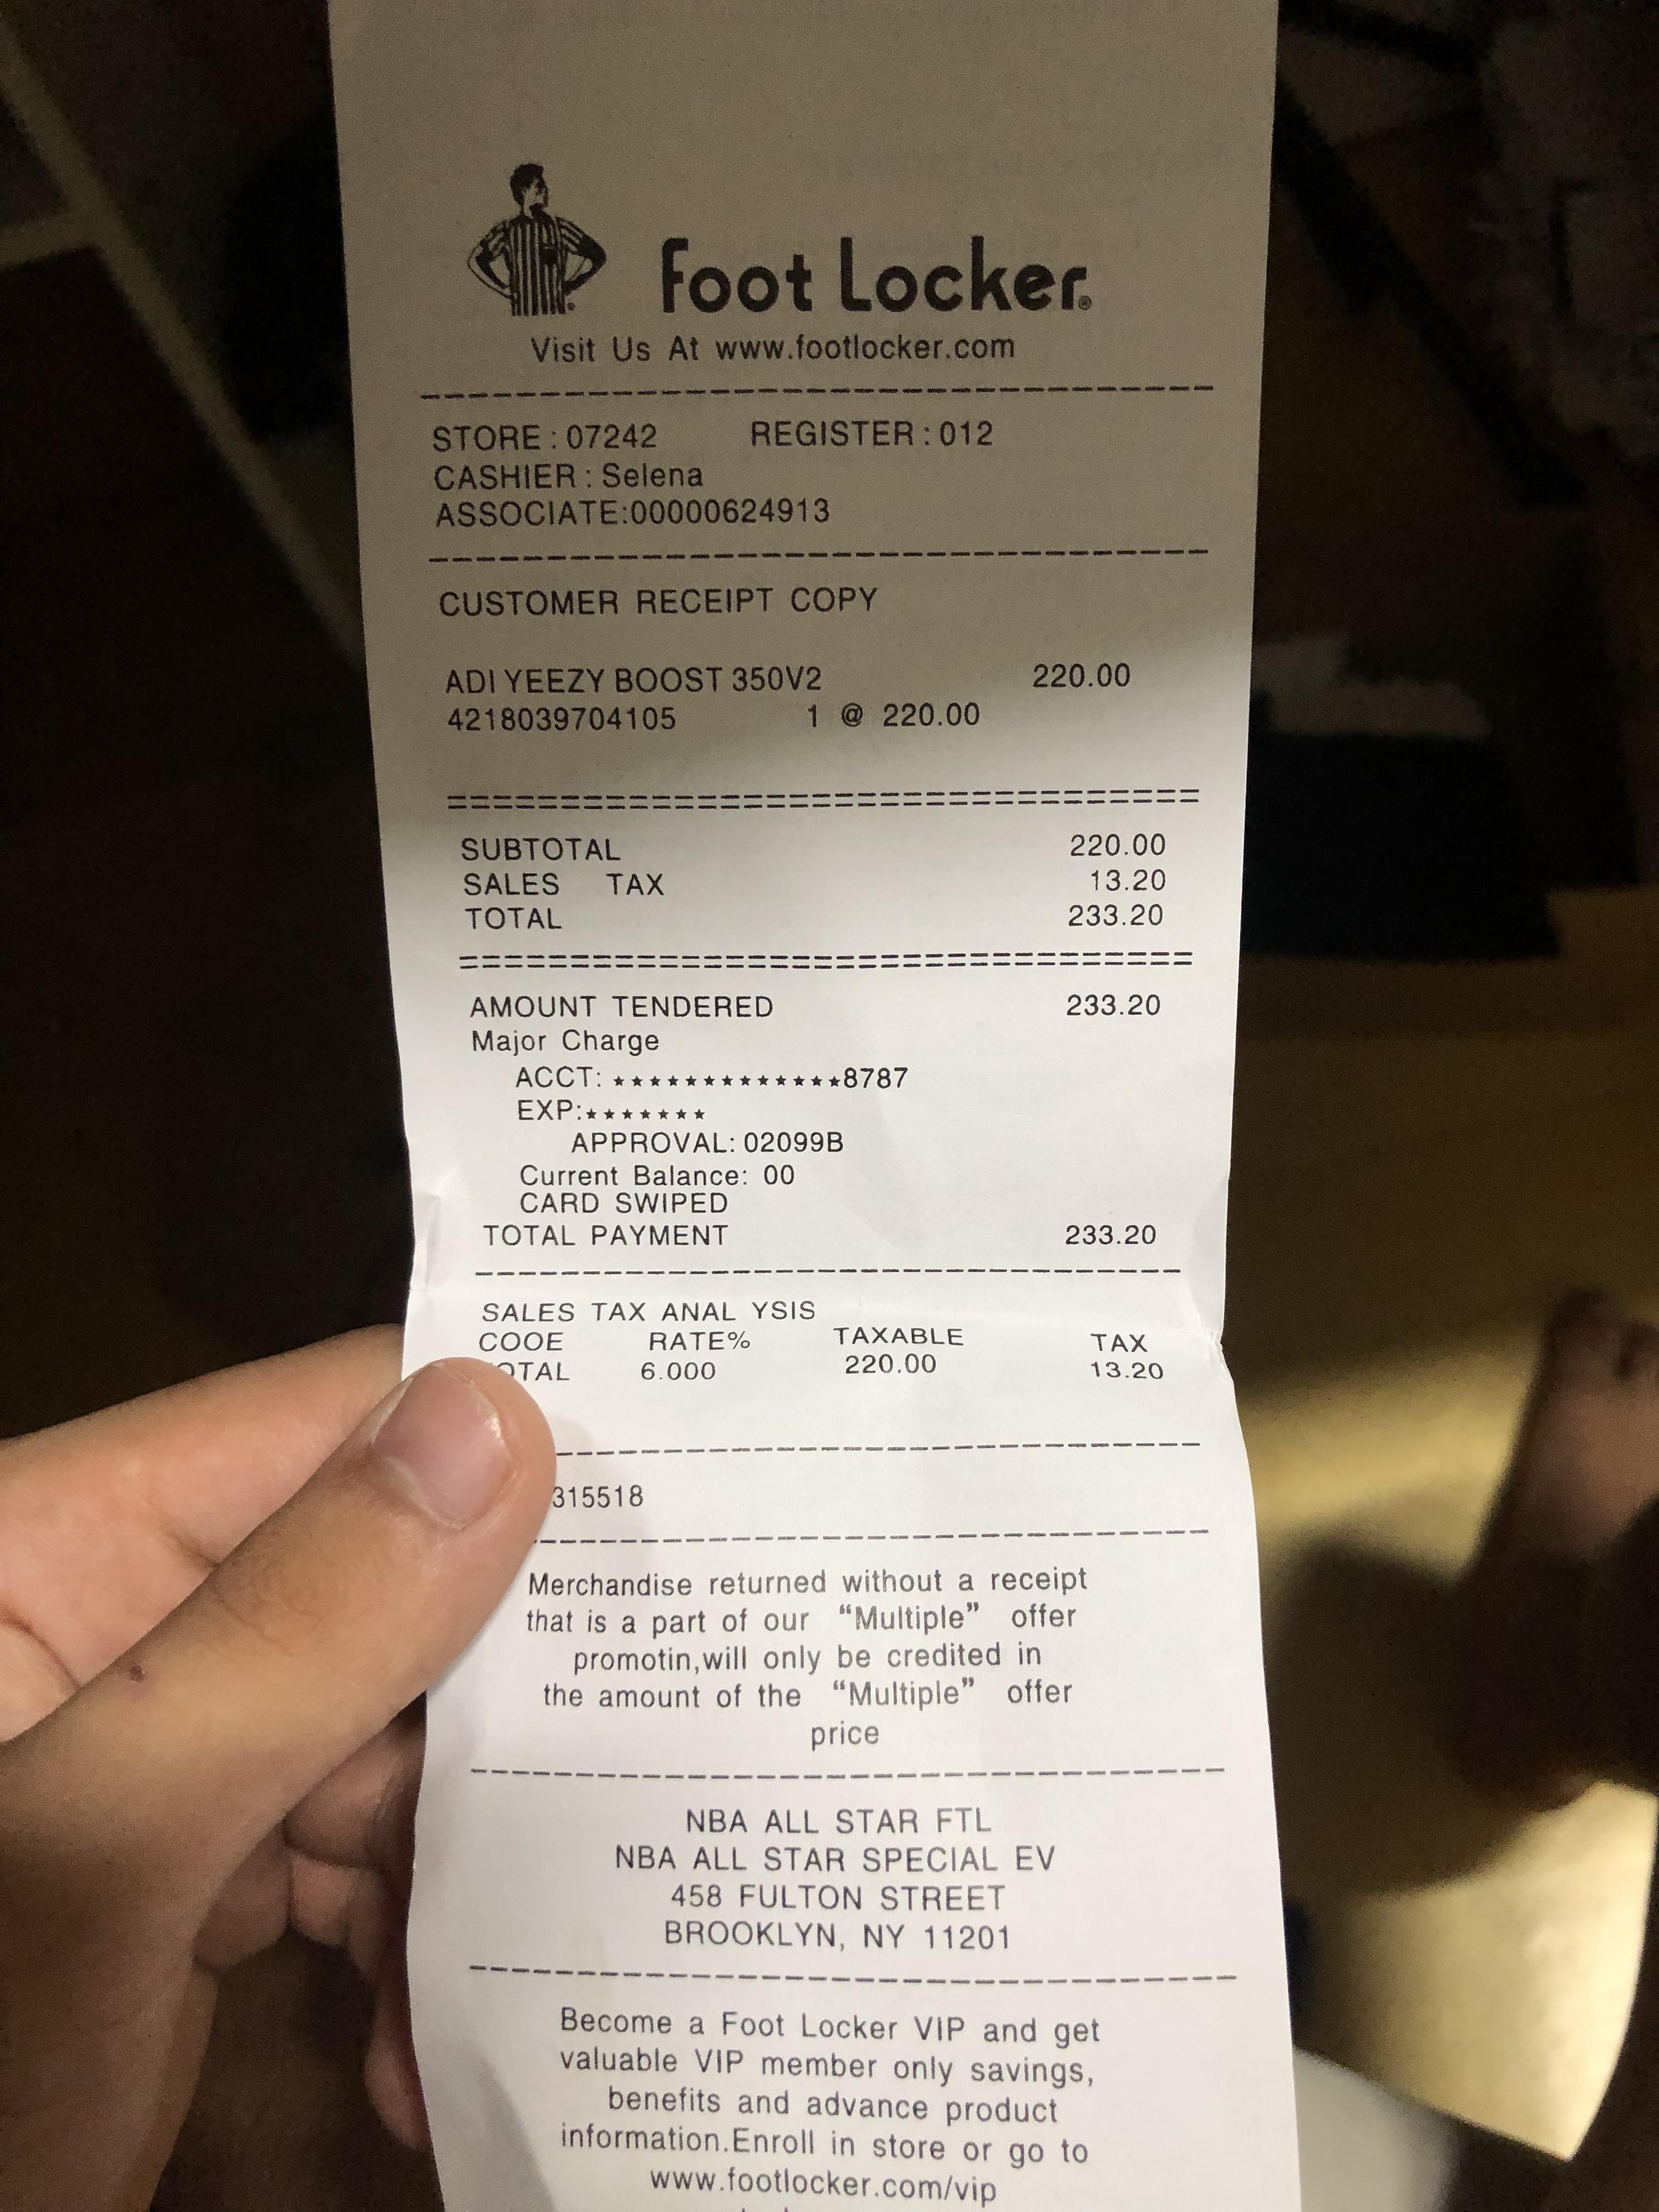 Foot Locker®
Visit Us At www.footlocker.com
STORE : 07242 REGISTER : 012
CASHIER : Selena
ASSOCIATE:00000624913
CUSTOMER RECEIPT COPY
ADI YEEZY BOOST 350V2 220.00
4218039704105 1 @ 220.00
SUBTOTAL 220.00
SALES TAX 13.20
TOTAL 233.20
AMOUNT TENDERED 233.20
Major Charge
ACCT: *************8787
EXP:*******
APPROVAL: 02099B
Current Balance: 00
CARD SWIPED
TOTAL PAYMENT 233.20
SALES TAX ANAL YSIS
COOE RATE% TAXABLE TAX
OTAL 6.000 220.00 13.20
315518
Merchandise returned without a receipt
that is a part of our “Multiple” offer
promotin,will only be credited in
the amount of the “Multiple” offer
price
NBA ALL STAR FTL
NBA ALL STAR SPECIAL EV
458 FULTON STREET
BROOKLYN, NY 11201
Become a Foot Locker VIP and get
valuable VIP member only savings,
benefits and advance product
information.Enroll in store or go to
www.footlocker.com/vip